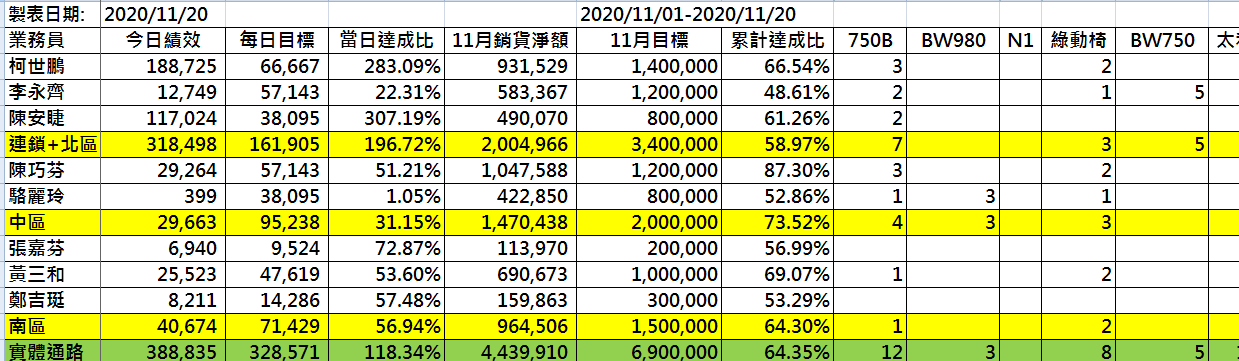 製表日期: 2020/11/20 2020/11/01-2020/11/20
業務員 今日績效 每日目標 當日達成比 11月銷貨淨額 11月目標 累計達成比 750B BW980 N1 綠動椅 BW750 太
柯世鵬 188,725 66,667 283.09% 931,529 1,400,000 66.54% 3 2
李永齊 12,749 57,143 22.31% 583,367 1,200,000 48.61% 2 1 5
陳安睫 117,024 38,095 307.19% 490,070 800,000 61.26% 2
連鎖+北區 318,498 161,905 196.72% 2,004,966 3,400,000 58.97% 7 3 5
陳巧芬 29,264 57,143 51.21% 1,047,588 1,200,000 87.30% 3 2
駱麗玲 399 38,095 1.05% 422,850 800,000 52.86% 1 3 1
中區 29,663 95,238 31.15% 1,470,438 2,000,000 73.52% 4 3 3
張嘉芬 6,940 9,524 72.87% 113,970 200,000 56.99%
黃三和 25,523 47,619 53.60% 690,673 1,000,000 69.07% 1 2
鄭吉珽 8,211 14,286 57.48% 159,863 300,000 53.29%
南區 40,674 71,429 56.94% 964,506 1,500,000 64.30% 1 2
實體通路 388,835 328,571 118.34% 4,439,910 6,900,000 64.35% 12 3 8 5